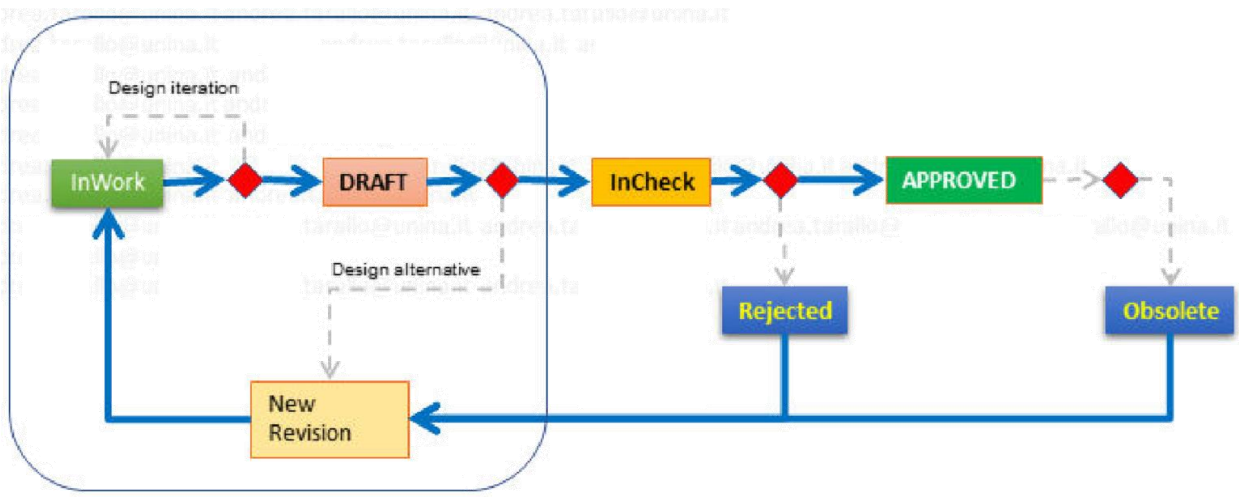 Design iteration
InWork
DRAFT
InCheck
APPROVED
Design alternative
Rejected
Obsolete
New
Revision